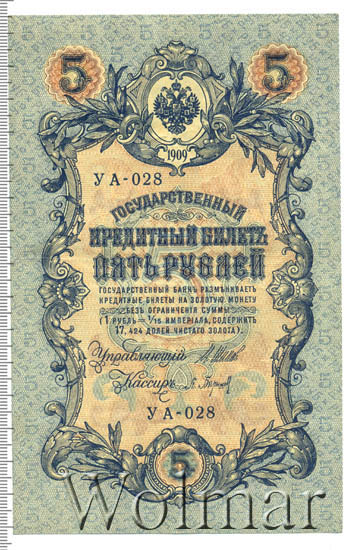 5 5
1909
УА-028
ГОСУДАРСТВЕННЫЙ
КРЕДИТНЫЙ БИЛЕТЪ
ПЯТЬ РУБЛЕЙ
ГОСУДАРСТВЕННЫЙ БАНКЪ РАЗМѢНИВАЕТЪ
КРЕДИТНЫЕ БИЛЕТЫ НА ЗОЛОТУЮ МОНЕТУ
БЕЗЪ ОГРАНИЧЕНІЯ СУММЫ
(1 РУБЛЬ = 1/15 ИМПЕРІАЛА, СОДЕРЖИТЪ
17,424 ДОЛЕЙ ЧИСТАГО ЗОЛОТА).
Управляющій
Кассиръ
УА-028
5
Wolmar